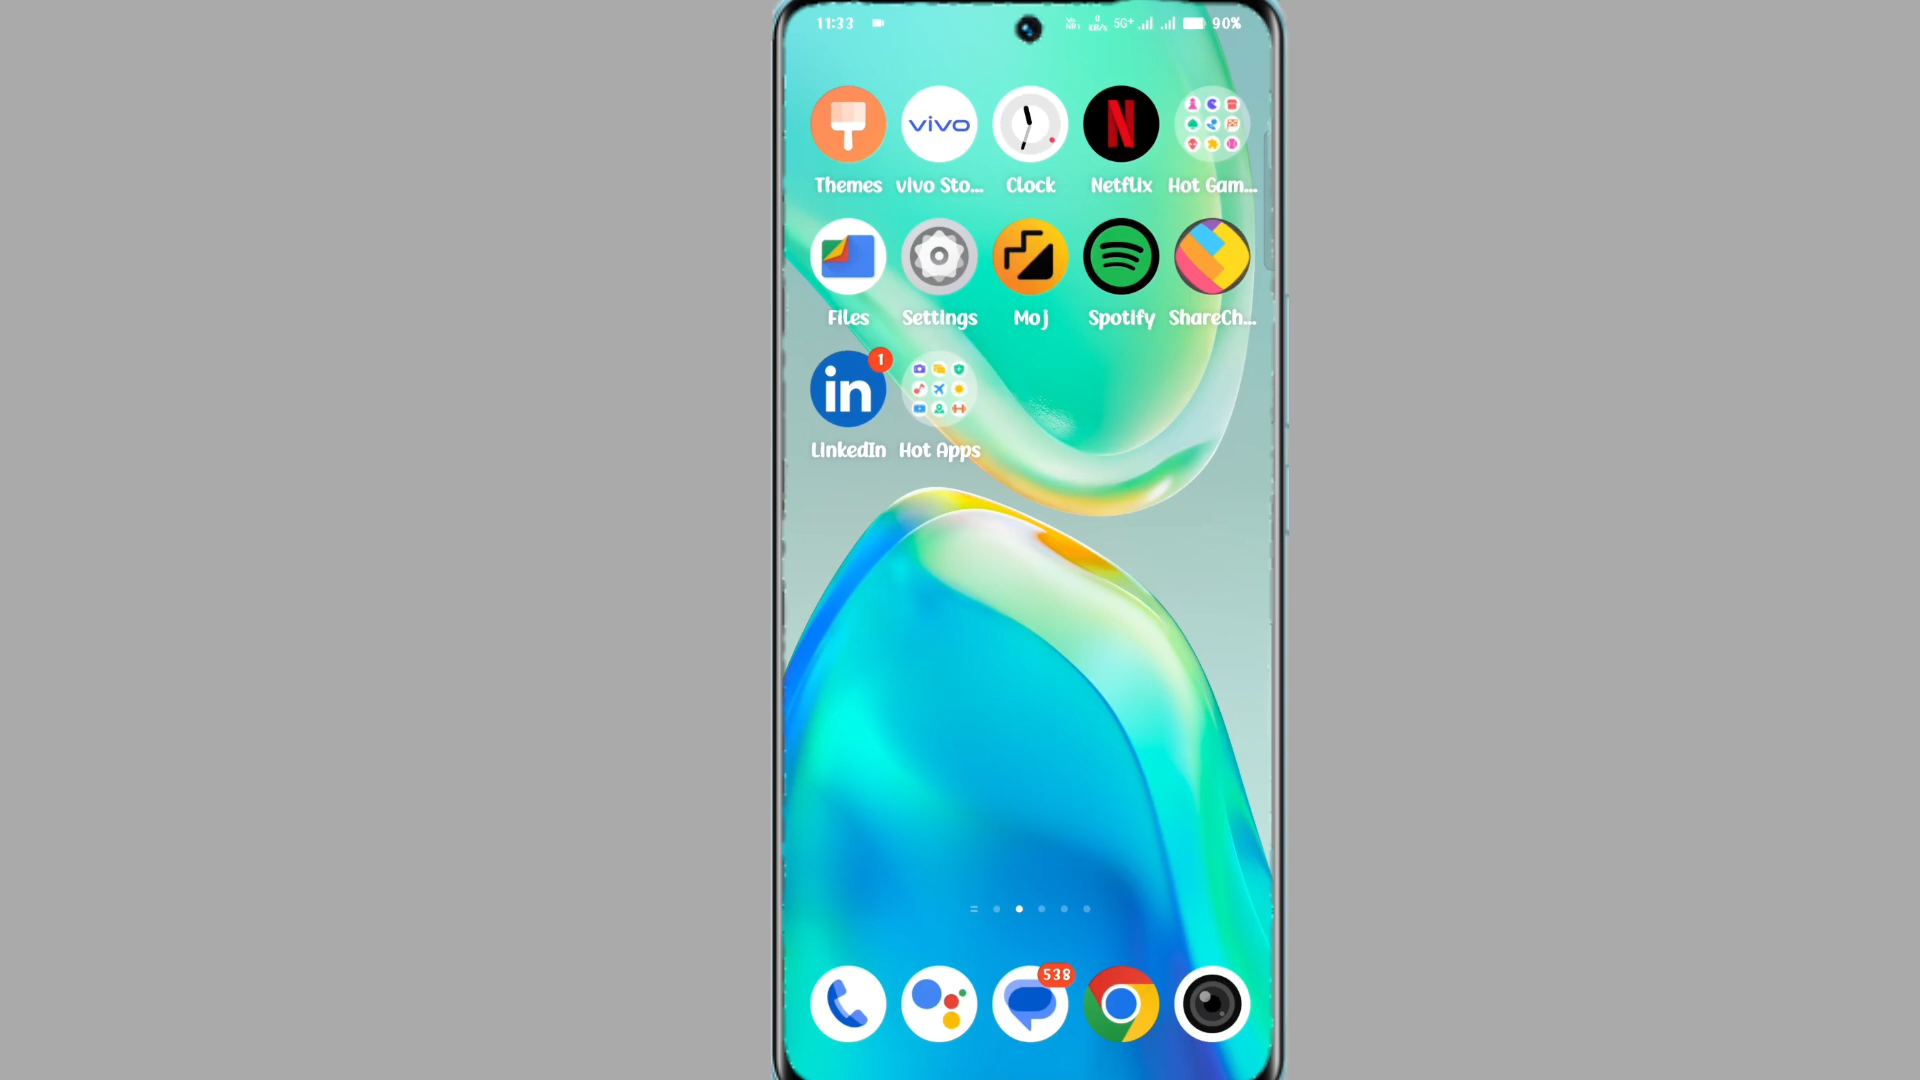 11:33 5G+ 90%
vivo
Themes vivo Sto... Clock Netflix Hot Gam...
Settings Files Moj Spotify ShareCh...
1
in
LinkedIn Hot Apps
538